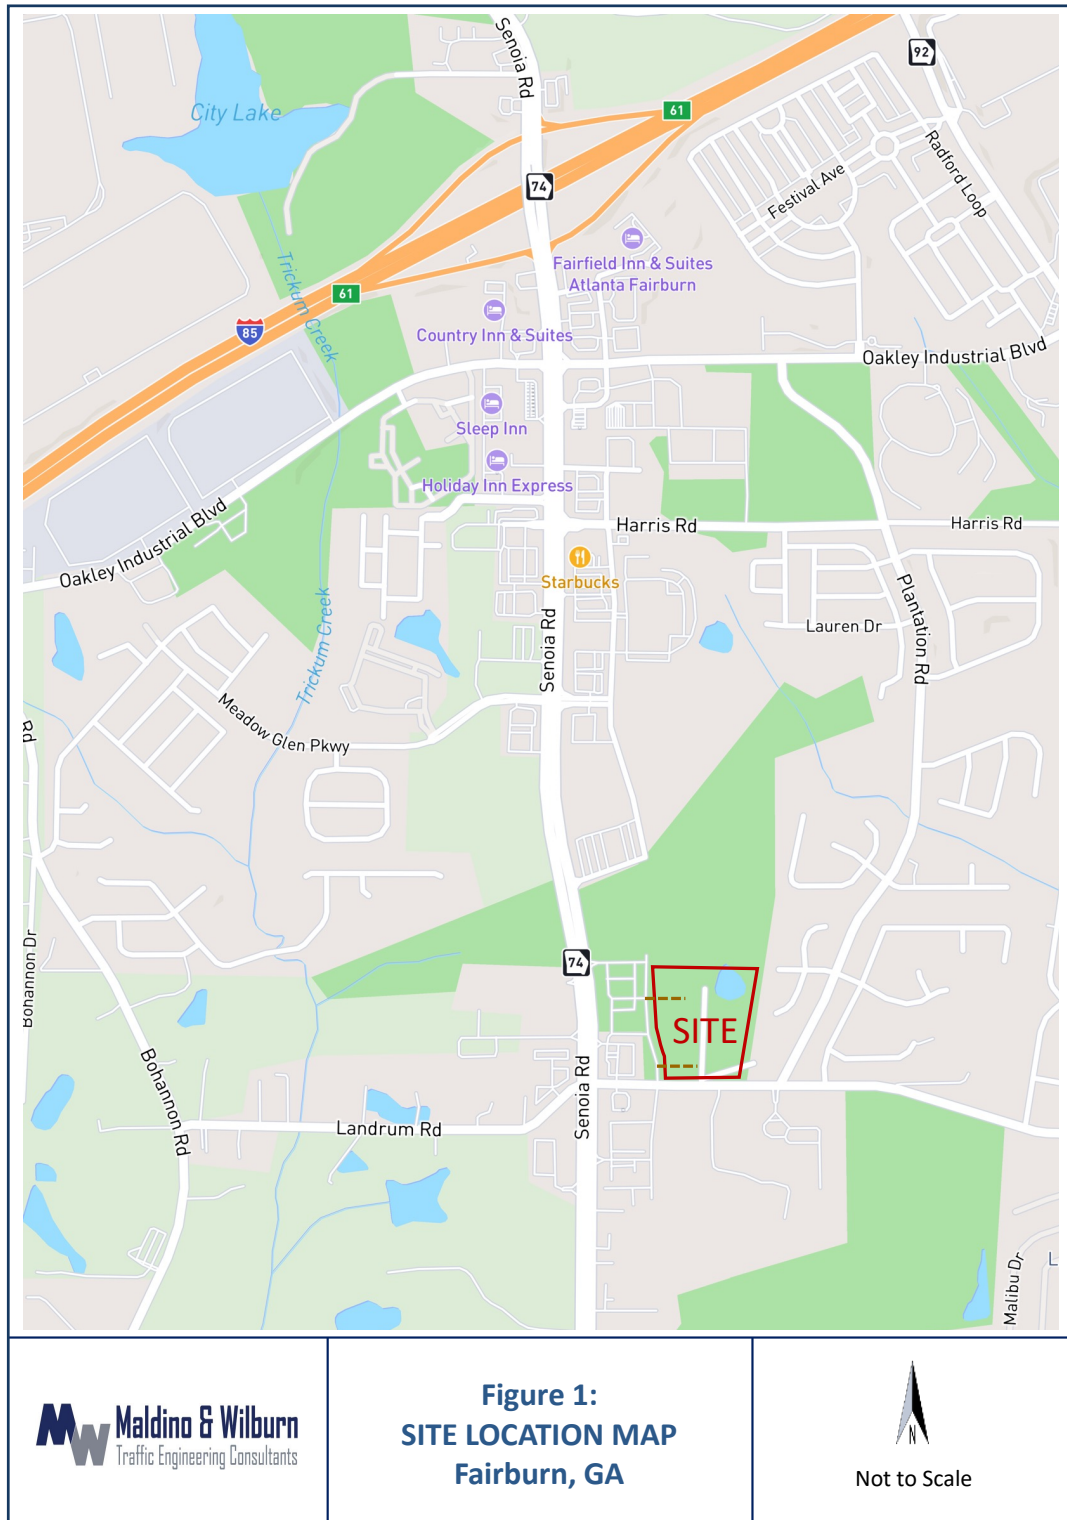 Senoia Rd
92
City Lake
61
Radford Loop
74
Festival Ave
Fairfield Inn & Suites
Atlanta Fairburn
Trickum Creek
61
85
Country Inn & Suites
Oakley Industrial Blvd
Sleep Inn
Holiday Inn Express
Oakley Industrial Blvd
Harris Rd
Harris Rd
Starbucks
Trickum Creek
Senoia Rd
Plantation Rd
Lauren Dr
Meadow Glen Pkwy
Rd
Bohannon Dr
74
SITE
Bohannon Rd
Senoia Rd
Landrum Rd
Malibu Dr
L
MW
Maldino & Wilburn
Traffic Engineering Consultants
Figure 1:
SITE LOCATION MAP
Fairburn, GA
N
Not to Scale